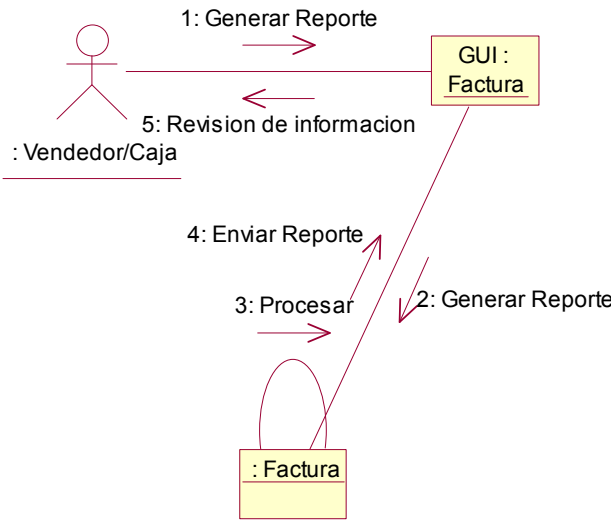 1: Generar Reporte
GUI :
Factura
5: Revision de informacion
: Vendedor/Caja
4: Enviar Reporte
3: Procesar
2: Generar Reporte
: Factura